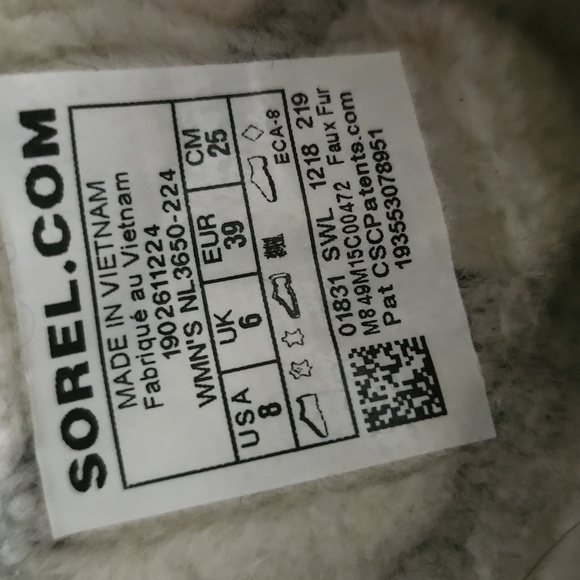 SOREL.COM
MADE IN VIETNAM
Fabriqué au Vietnam
1902611224
WMN'S NL3650-224
USA UK EUR CM
8 6 39 25
ECA-8
01831 SWL 1218 219
M849M15C00472 Faux Fur
Pat CSCPatents.com
193553078951